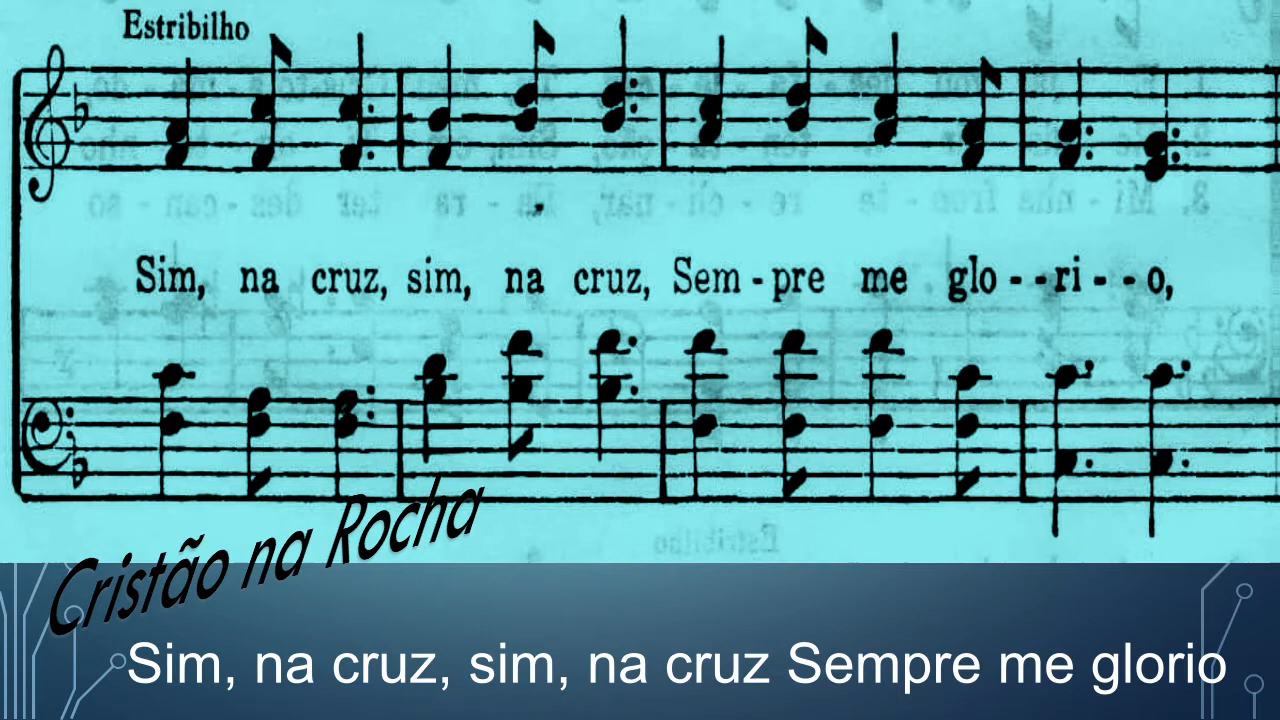 Estribilho
Sim, na cruz, sim, na cruz, Sem - pre me glo - - ri - - o,
Cristão na Rocha
Sim, na cruz, sim, na cruz Sempre me glorio